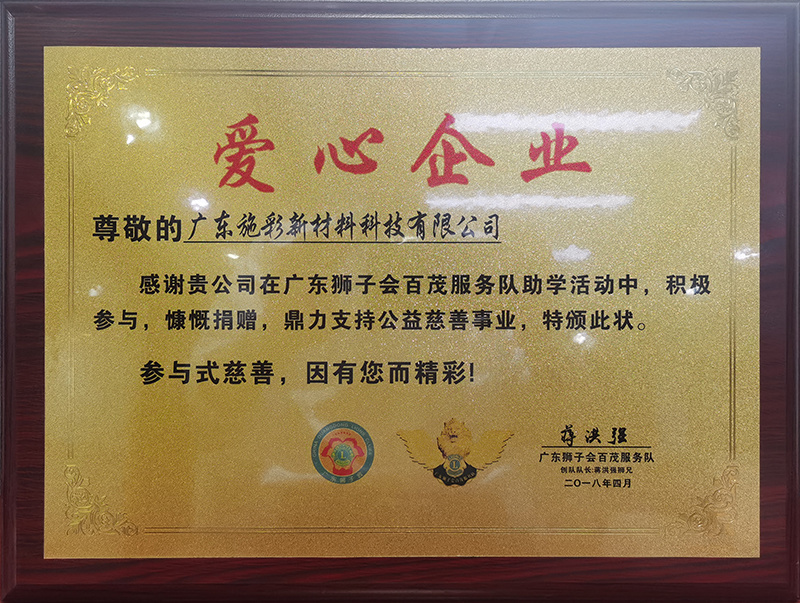 爱心企业
尊敬的广东施彩新材料科技有限公司
感谢贵公司在广东狮子会百茂服务队助学活动中，积极
参与，慷慨捐赠，鼎力支持公益慈善事业，特颁此状。
参与式慈善，因有您而精彩！
蒋洪强
广东狮子会百茂服务队
创队队长:蒋洪强狮兄
二〇一八年四月